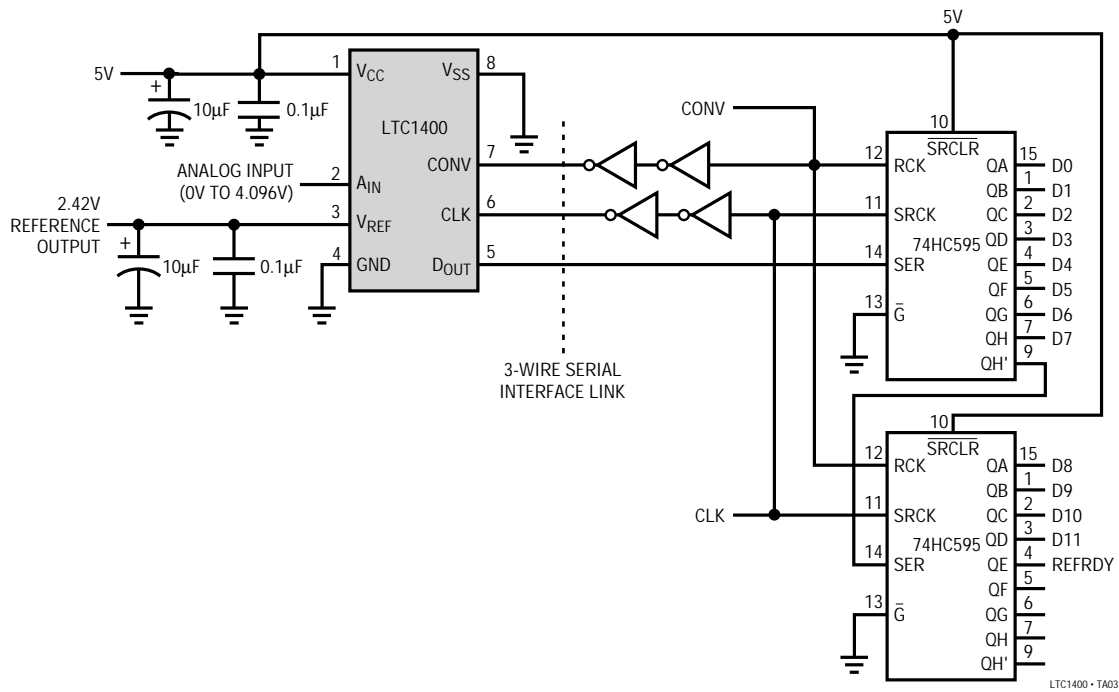 5V
5V
+
10µF
0.1µF
1
VCC
VSS
8
LTC1400
ANALOG INPUT
(0V TO 4.096V)
2
AIN
CONV
7
2.42V
REFERENCE
OUTPUT
3
VREF
CLK
6
+
10µF
0.1µF
4
GND
DOUT
5
3-WIRE SERIAL
INTERFACE LINK
CONV
CLK
10
SRCLR
12
RCK
11
SRCK
74HC595
14
SER
13
G
QA
15
D0
QB
1
D1
QC
2
D2
QD
3
D3
QE
4
D4
QF
5
D5
QG
6
D6
QH
7
D7
QH'
9
10
SRCLR
12
RCK
11
SRCK
74HC595
14
SER
13
G
QA
15
D8
QB
1
D9
QC
2
D10
QD
3
D11
QE
4
REFRDY
QF
5
QG
6
QH
7
QH'
9
LTC1400 • TA03